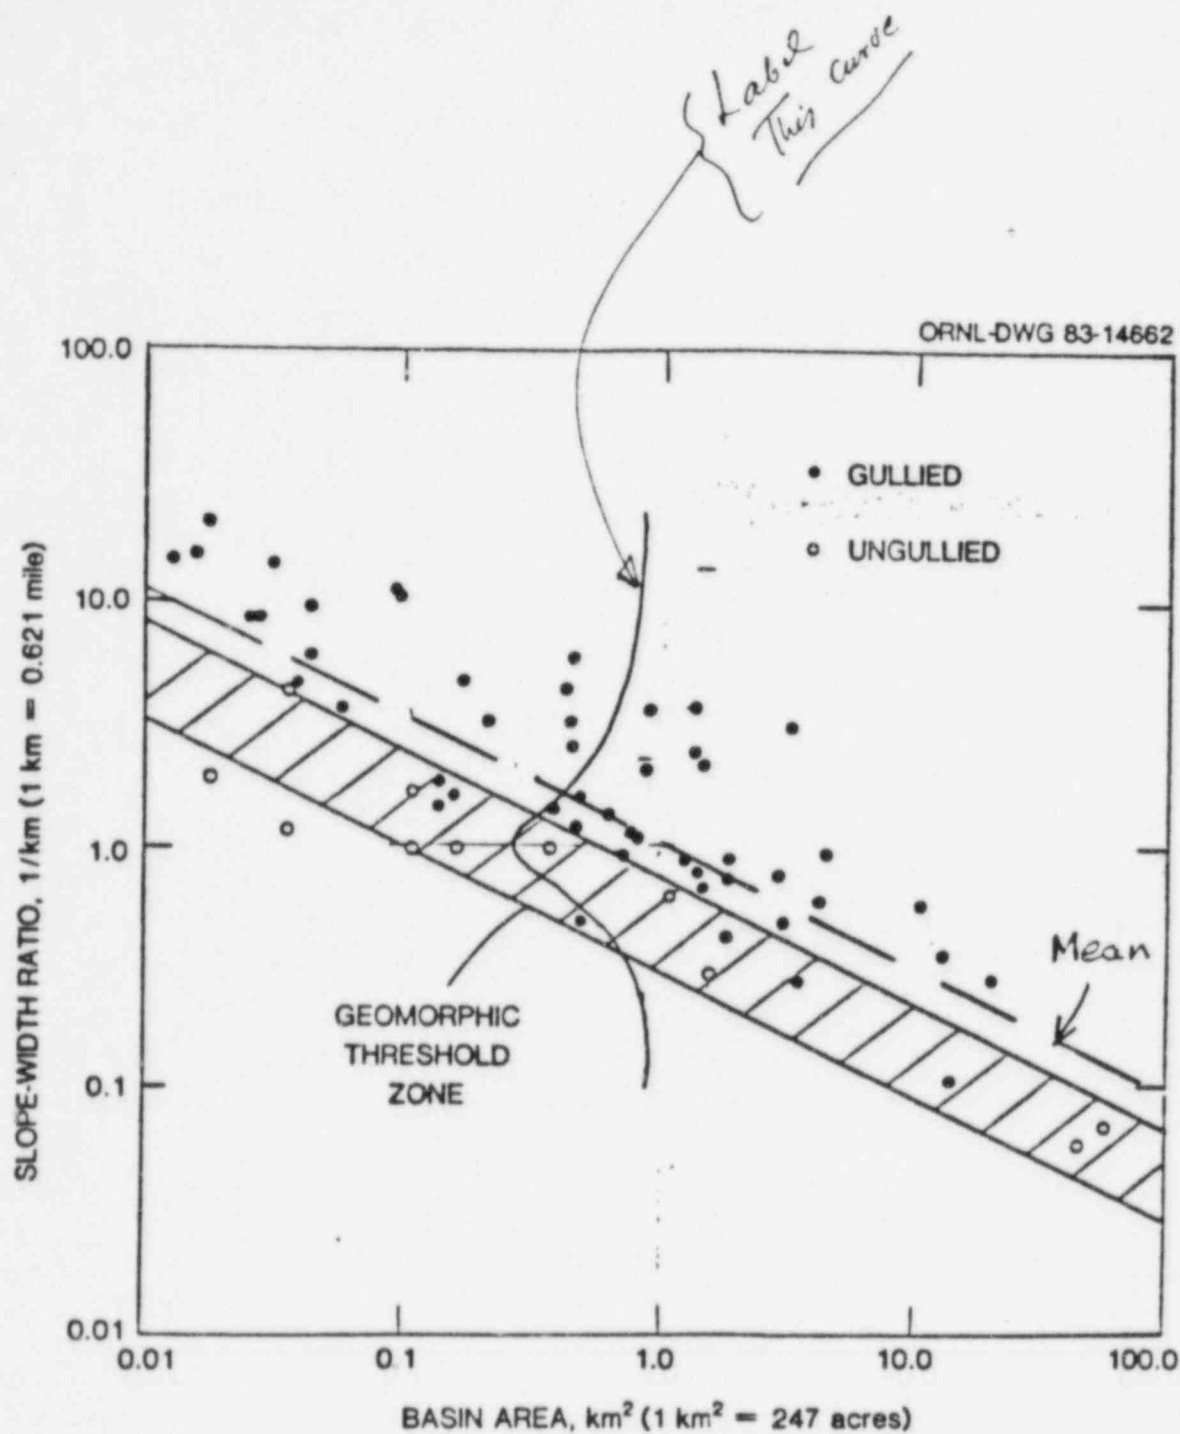 Label
This curve
ORNL-DWG 83-14662
100.0
10.0
1.0
0.1
0.01
SLOPE-WIDTH RATIO, 1/km (1 km = 0.621 mile)
GULLIED
UNGULLIED
GEOMORPHIC
THRESHOLD
ZONE
Mean
0.01
0.1
1.0
10.0
100.0
BASIN AREA, km² (1 km² = 247 acres)